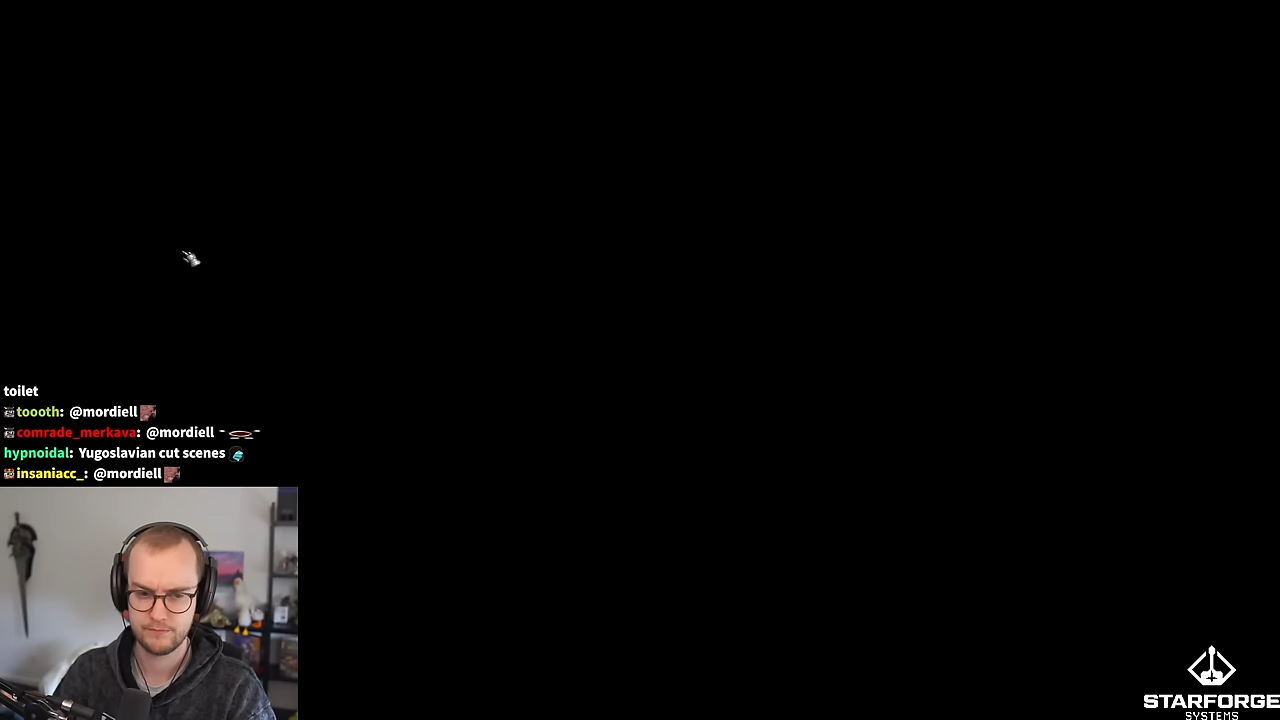 toilet
toooth: @mordiell
comrade_merkava: @mordiell
hypnoidal: Yugoslavian cut scenes
insaniacc_: @mordiell
STARFORGE
SYSTEMS